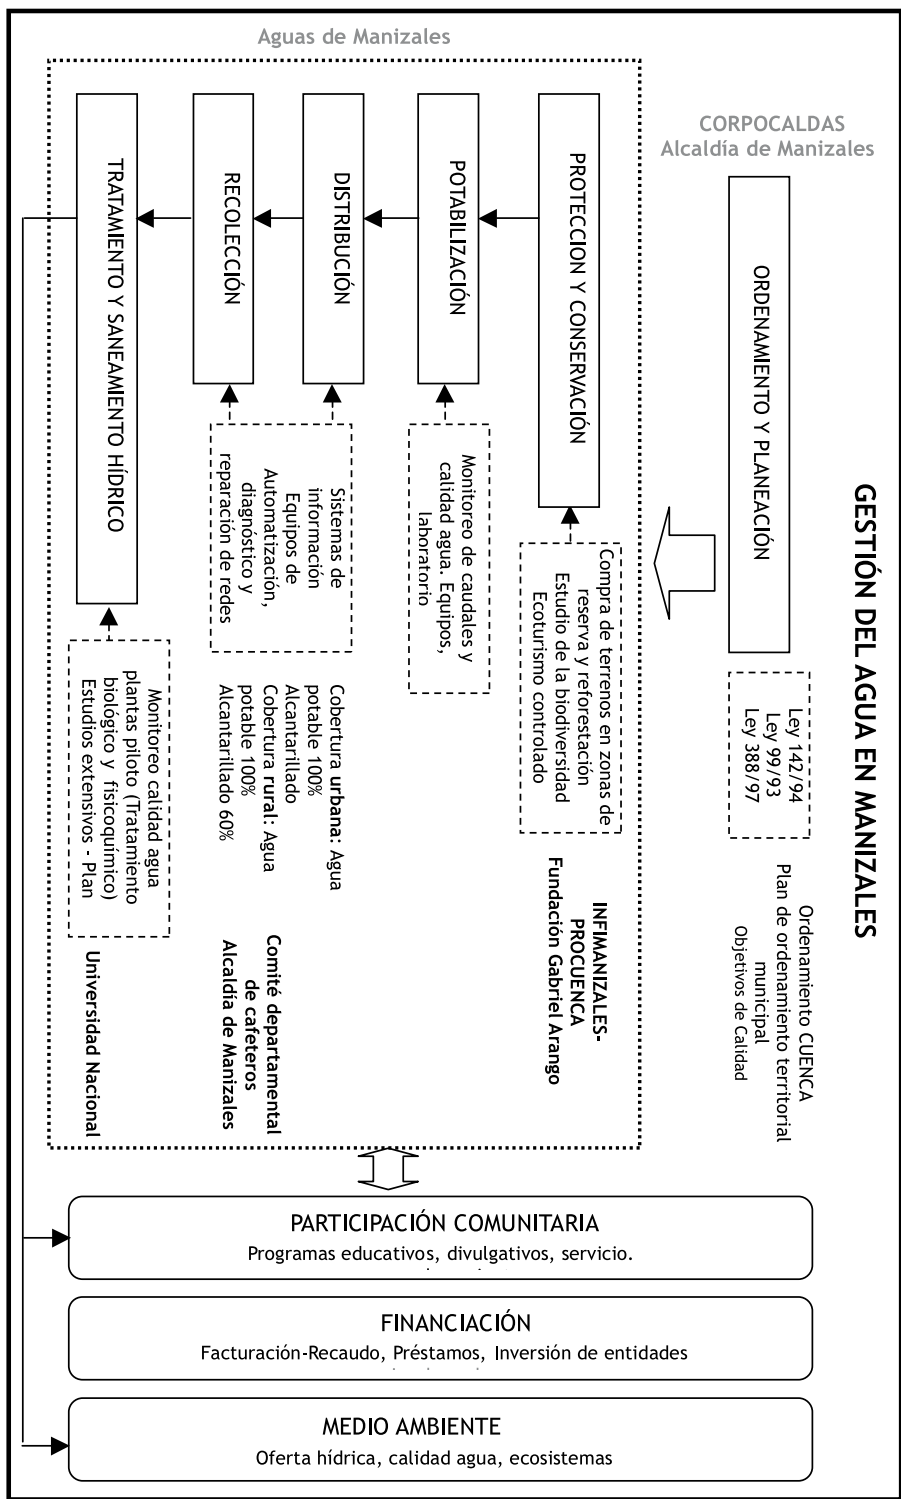 GESTIÓN DEL AGUA EN MANIZALES
CORPOCALDAS
Alcaldía de Manizales
ORDENAMIENTO Y PLANEACIÓN
Ley 142/94
Ley 99/93
Ley 388/97
Ordenamiento CUENCA
Plan de ordenamiento territorial
municipal
Objetivos de Calidad
Aguas de Manizales
PROTECCION Y CONSERVACIÓN
Compra de terrenos en zonas de
reserva y reforestación
Estudio de la biodiversidad
Ecoturismo controlado
INFIMANIZALES-
PROCUENCA
Fundación Gabriel Arango
POTABILIZACIÓN
Monitoreo de caudales y
calidad agua. Equipos,
laboratorio
DISTRIBUCIÓN
RECOLECCIÓN
Sistemas de
información
Equipos de
Automatización,
diagnóstico y
reparación de redes
Cobertura urbana: Agua
potable 100%
Alcantarillado
Cobertura rural: Agua
potable 100%
Alcantarillado 60%
Comité departamental
de cafeteros
Alcaldía de Manizales
TRATAMIENTO Y SANEAMIENTO HÍDRICO
Monitoreo calidad agua
plantas piloto (Tratamiento
biológico y fisicoquímico)
Estudios extensivos - Plan
Universidad Nacional
PARTICIPACIÓN COMUNITARIA
Programas educativos, divulgativos, servicio.
FINANCIACIÓN
Facturación-Recaudo, Préstamos, Inversión de entidades
MEDIO AMBIENTE
Oferta hídrica, calidad agua, ecosistemas